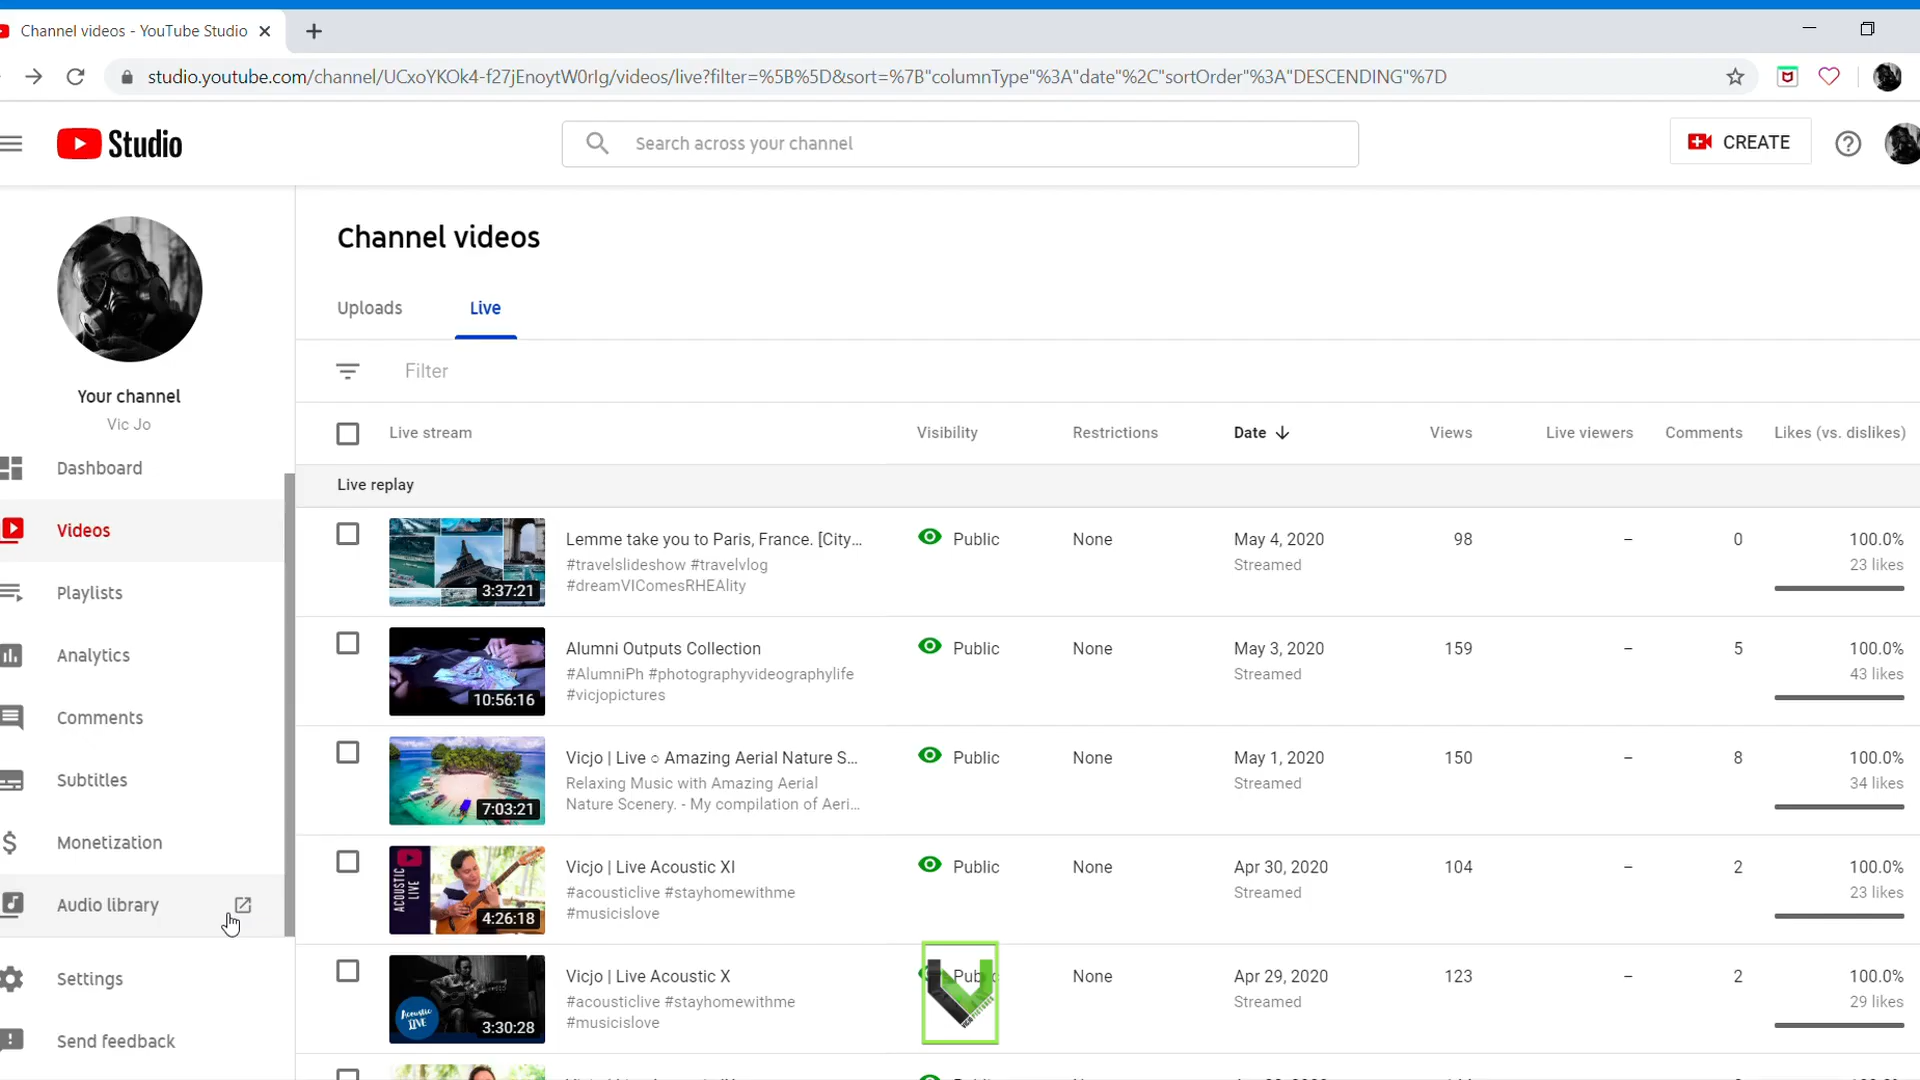 Channel videos - YouTube Studio
studio.youtube.com/channel/UCxoYKOk4-f27jEnoytW0rIg/videos/live?filter=%5B%5D&sort=%7B"columnType"%3A"date"%2C"sortOrder"%3A"DESCENDING"%7D
Studio
Search across your channel
CREATE
Your channel
Vic Jo
Dashboard
Videos
Playlists
Analytics
Comments
Subtitles
Monetization
Audio library
Settings
Send feedback
Channel videos
Uploads Live
Filter
Live stream Visibility Restrictions Date Views Live viewers Comments Likes (vs. dislikes)
Live replay
3:37:21
Lemme take you to Paris, France. [City... Public None May 4, 2020 98 – 0 100.0%
#travelslideshow #travelvlog Streamed 23 likes
#dreamVIComesRHEAlity
10:56:16
Alumni Outputs Collection Public None May 3, 2020 159 – 5 100.0%
#AlumniPh #photographyvideographylife Streamed 43 likes
#vicjopictures
7:03:21
Vicjo | Live ○ Amazing Aerial Nature S... Public None May 1, 2020 150 – 8 100.0%
Relaxing Music with Amazing Aerial Streamed 34 likes
Nature Scenery. - My compilation of Aeri...
ACOUSTIC
LIVE
4:26:18
Vicjo | Live Acoustic XI Public None Apr 30, 2020 104 – 2 100.0%
#acousticlive #stayhomewithme Streamed 23 likes
#musicislove
Acoustic
LIVE
3:30:28
Vicjo | Live Acoustic X Public None Apr 29, 2020 123 – 2 100.0%
#acousticlive #stayhomewithme Streamed 29 likes
#musicislove